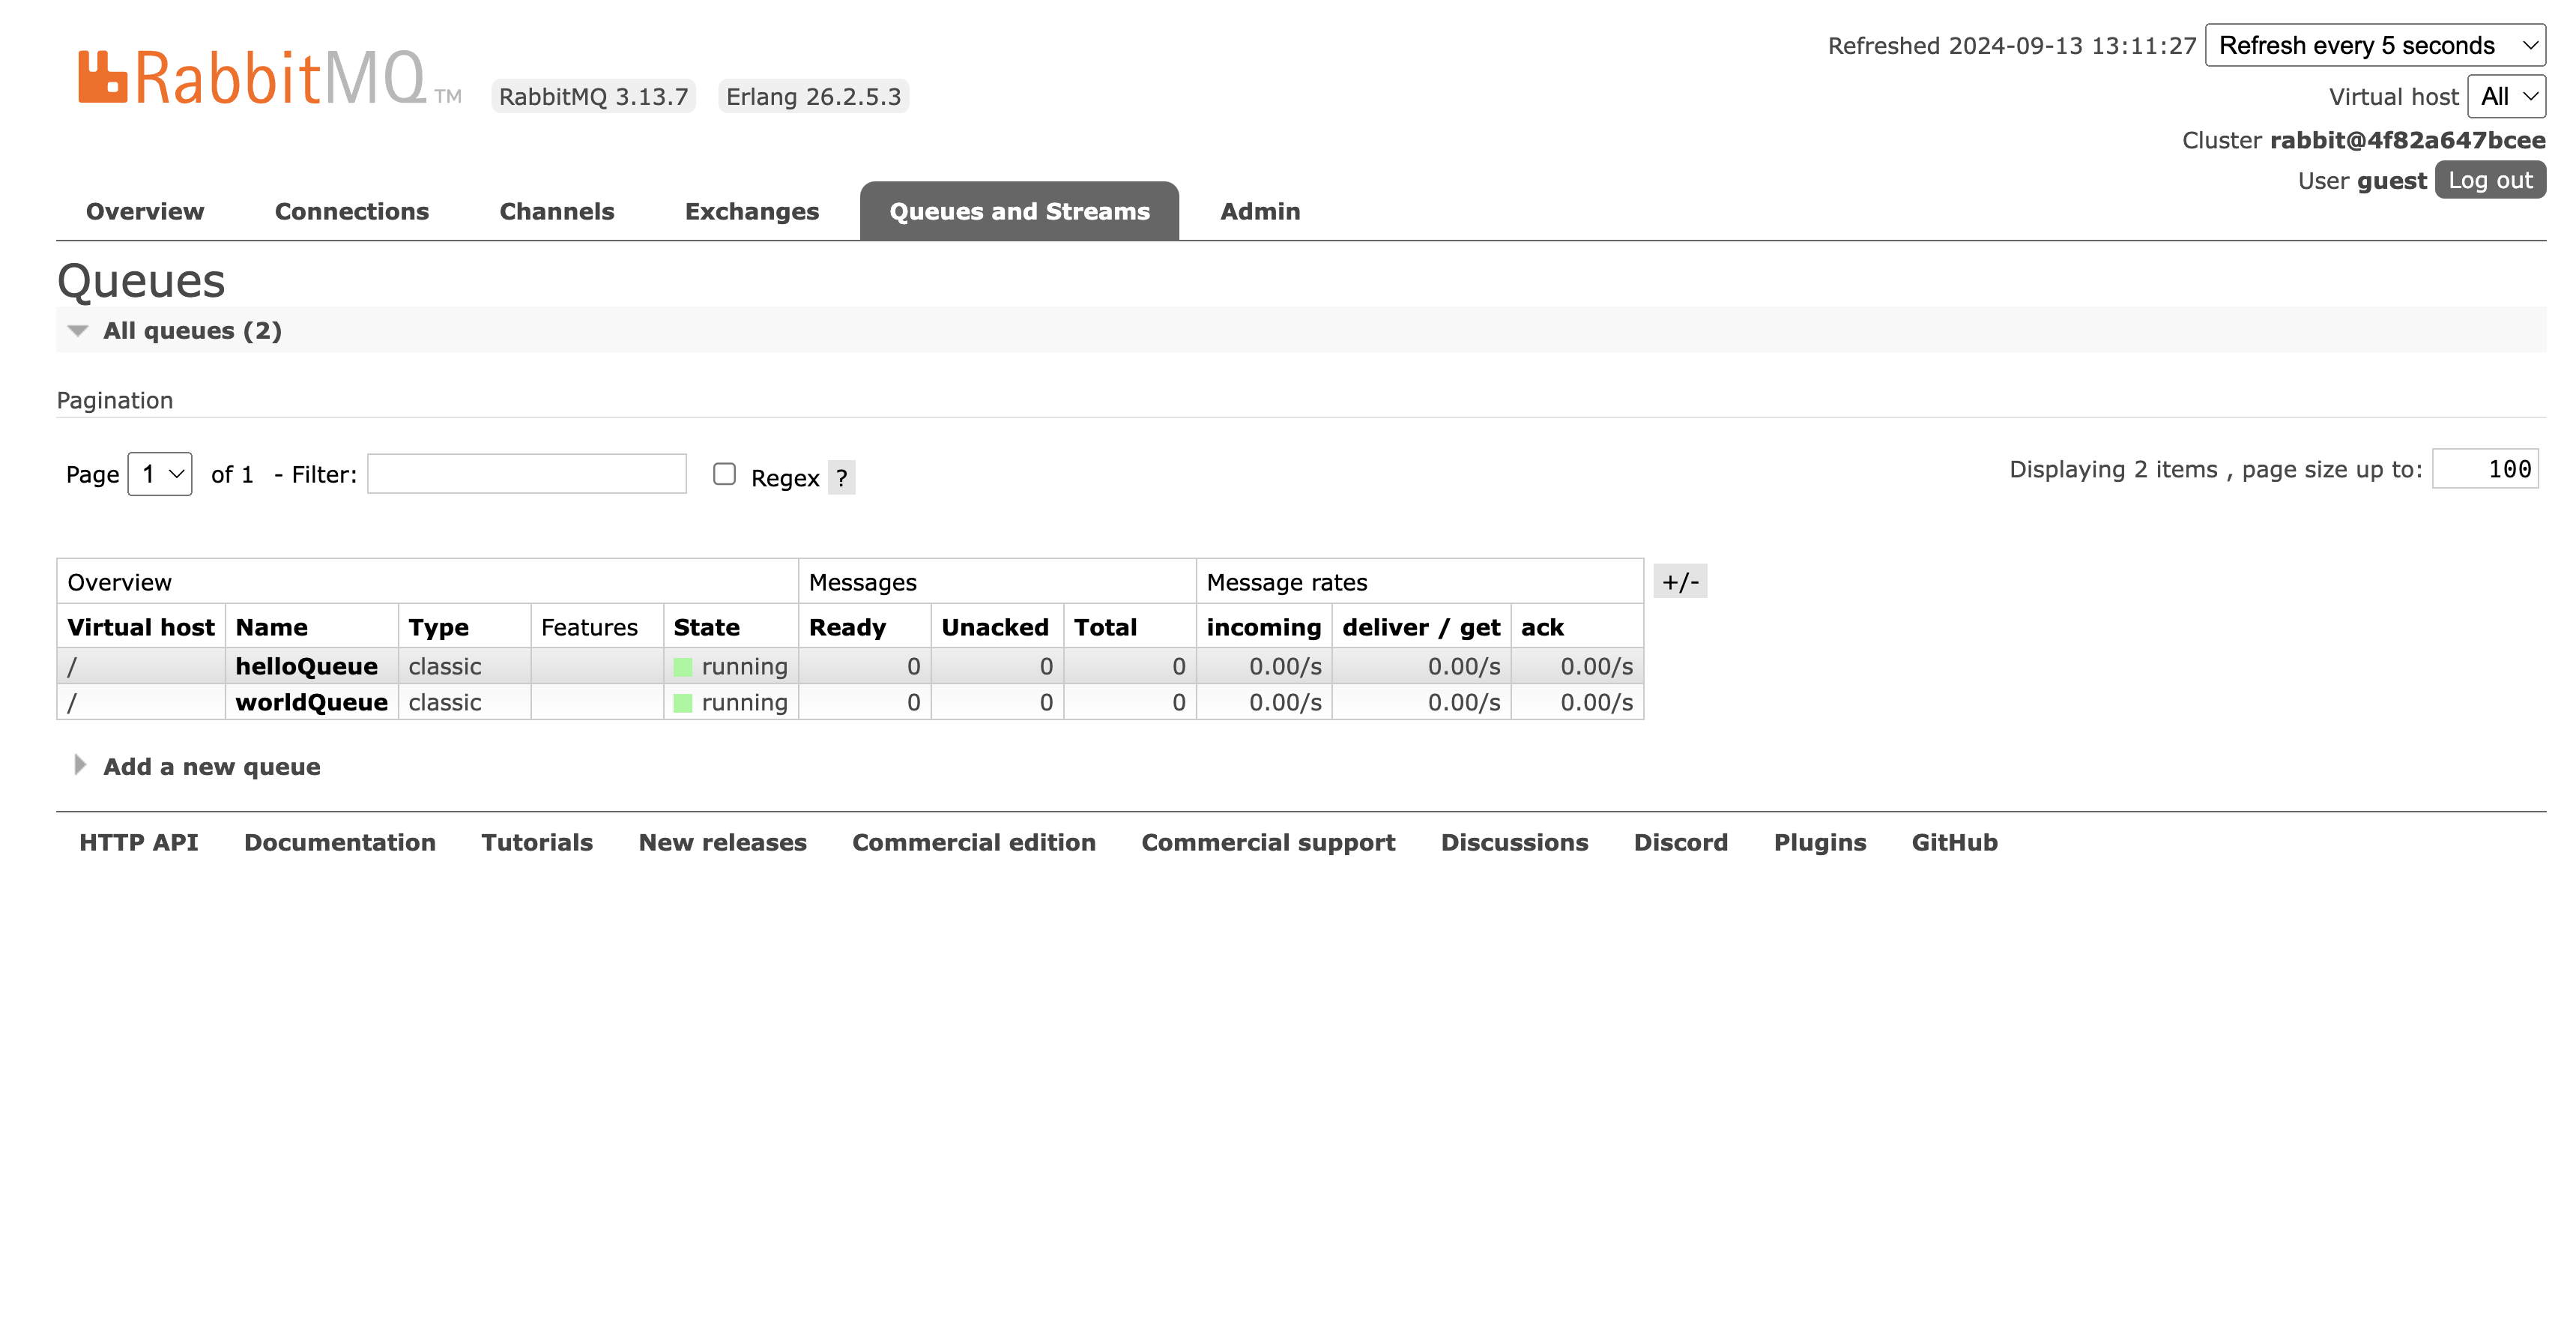 Refreshed 2024-09-13 13:11:27 Refresh every 5 seconds
RabbitMQ TM RabbitMQ 3.13.7 Erlang 26.2.5.3
Virtual host All
Cluster rabbit@4f82a647bcee
User guest Log out
Overview Connections Channels Exchanges Queues and Streams Admin
Queues
All queues (2)
Pagination
Page 1 of 1 - Filter: Regex ? Displaying 2 items , page size up to: 100
Overview Messages Message rates +/-
Virtual host Name Type Features State Ready Unacked Total incoming deliver / get ack
/ helloQueue classic running 0 0 0 0.00/s 0.00/s 0.00/s
/ worldQueue classic running 0 0 0 0.00/s 0.00/s 0.00/s
Add a new queue
HTTP API Documentation Tutorials New releases Commercial edition Commercial support Discussions Discord Plugins GitHub